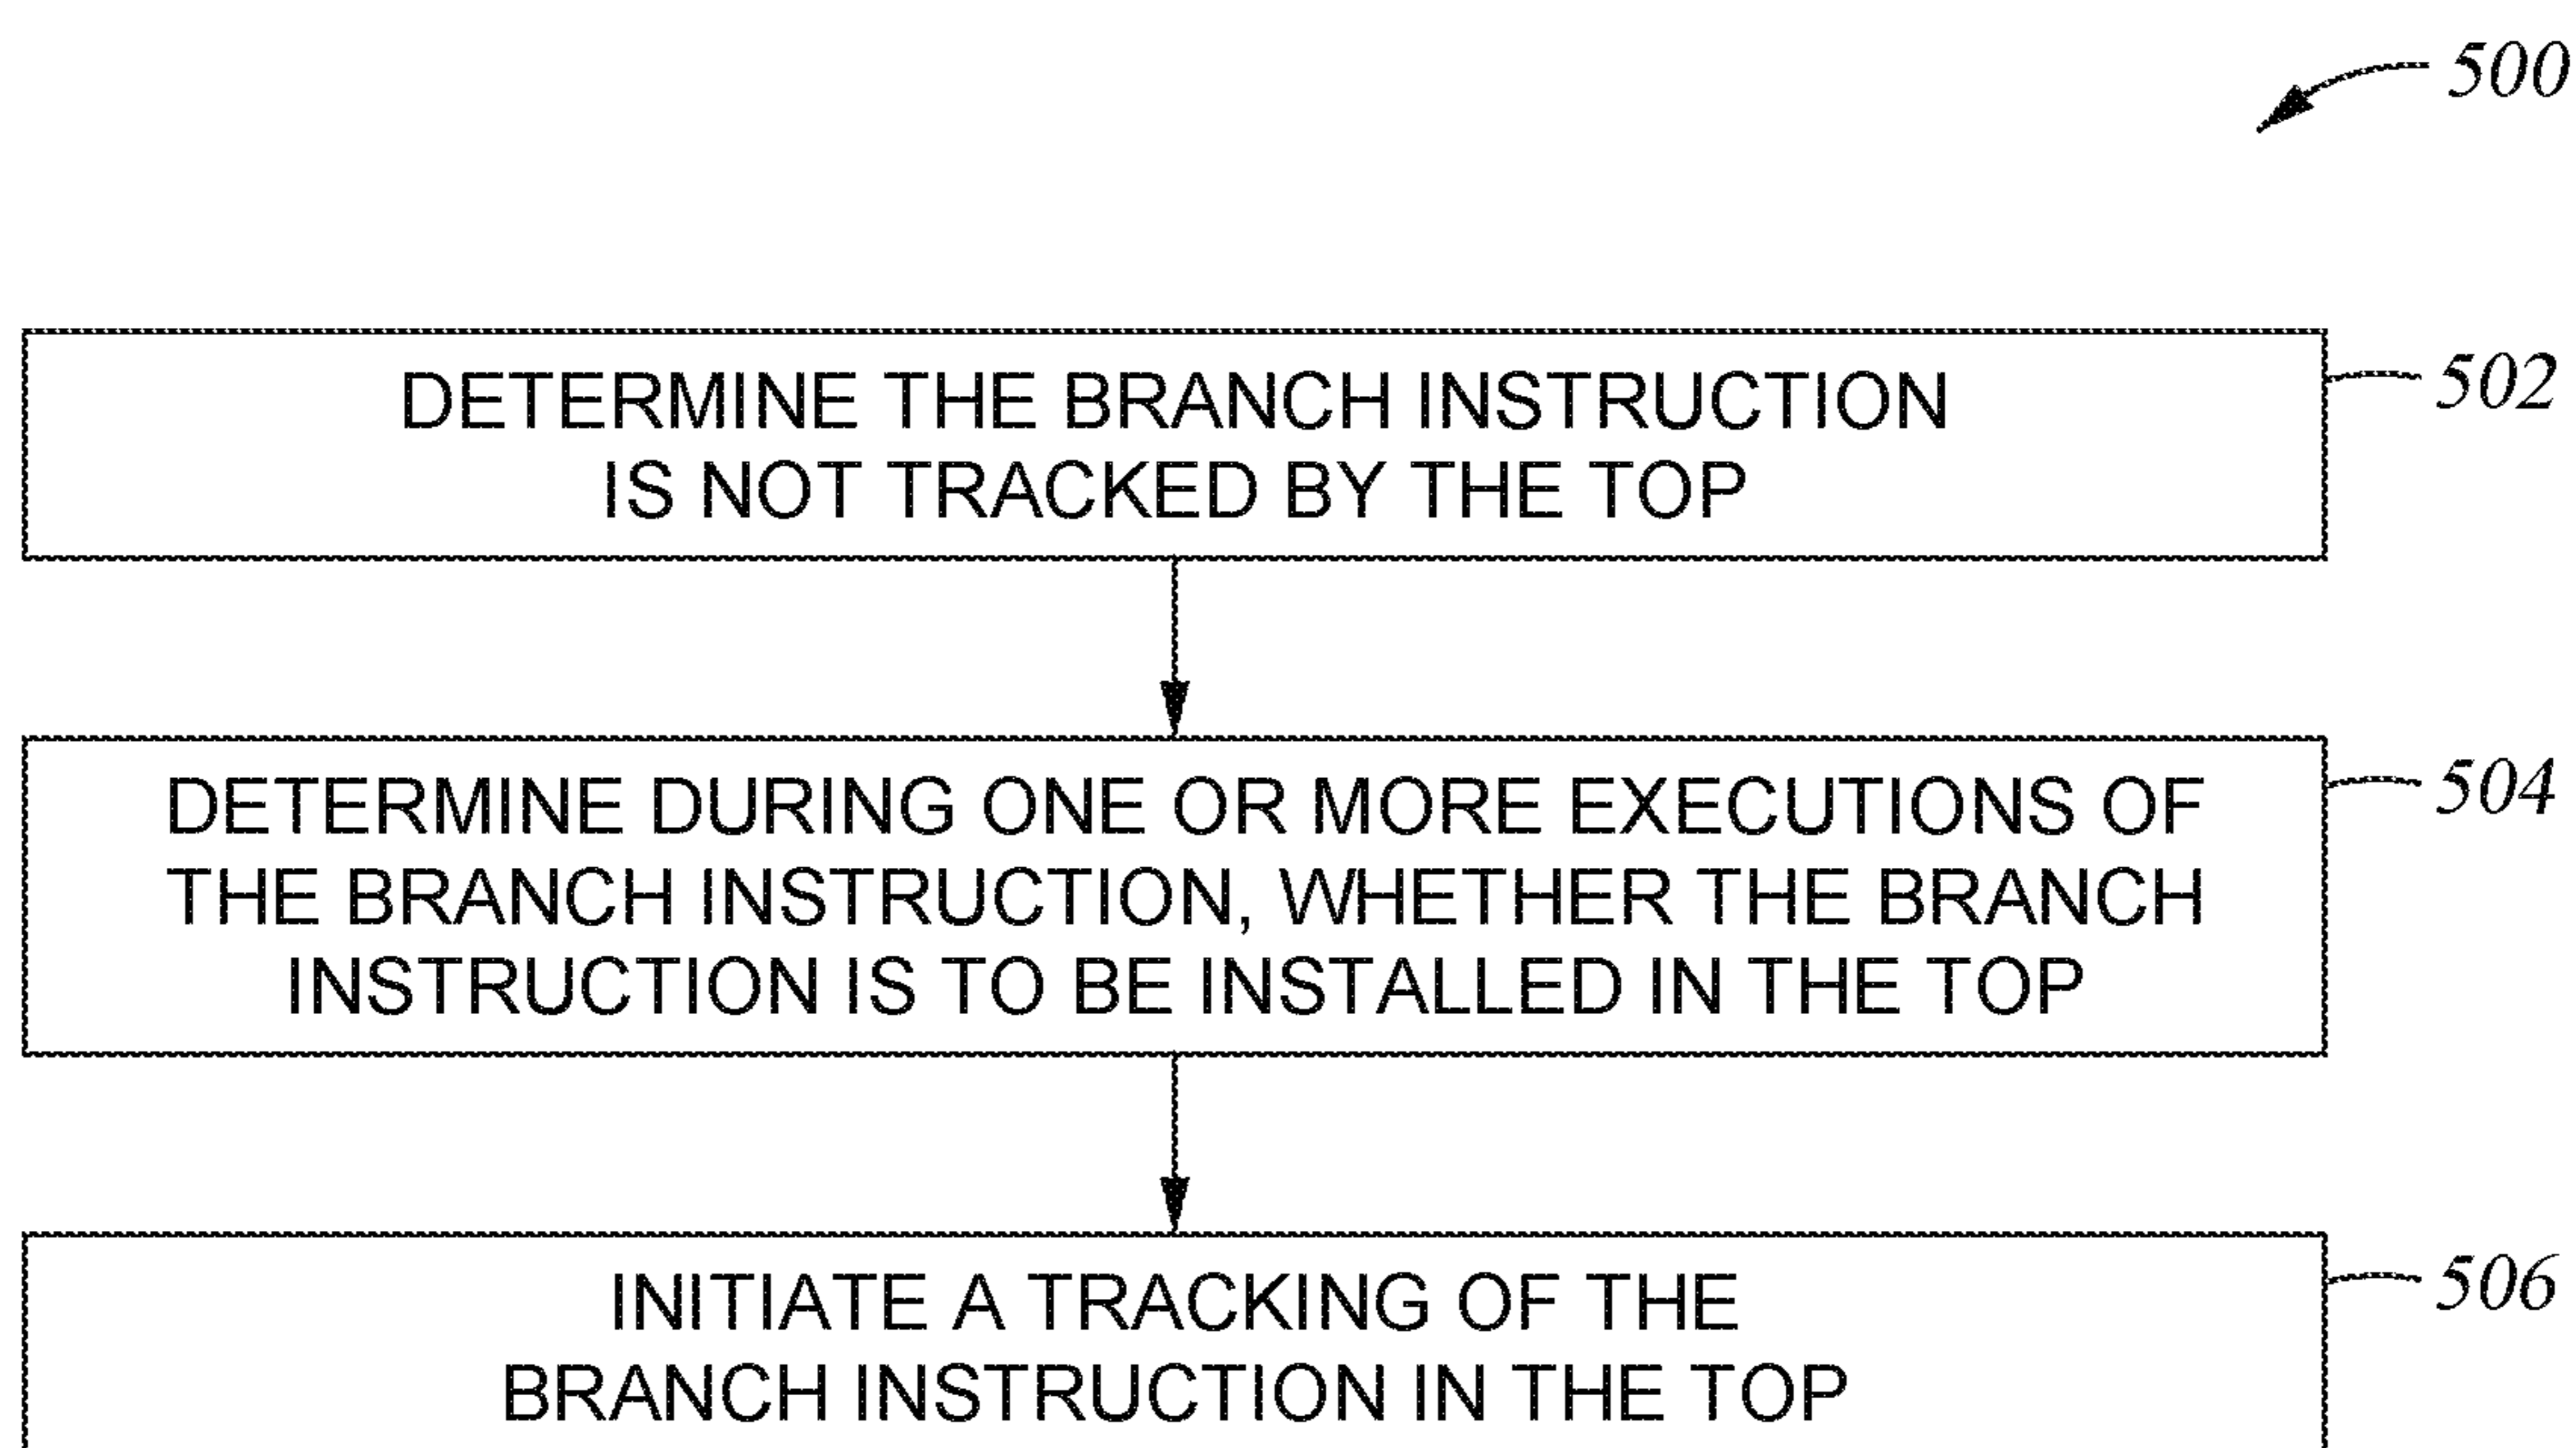 500
DETERMINE THE BRANCH INSTRUCTION
IS NOT TRACKED BY THE TOP
502
DETERMINE DURING ONE OR MORE EXECUTIONS OF
THE BRANCH INSTRUCTION, WHETHER THE BRANCH
INSTRUCTION IS TO BE INSTALLED IN THE TOP
504
INITIATE A TRACKING OF THE
BRANCH INSTRUCTION IN THE TOP
506